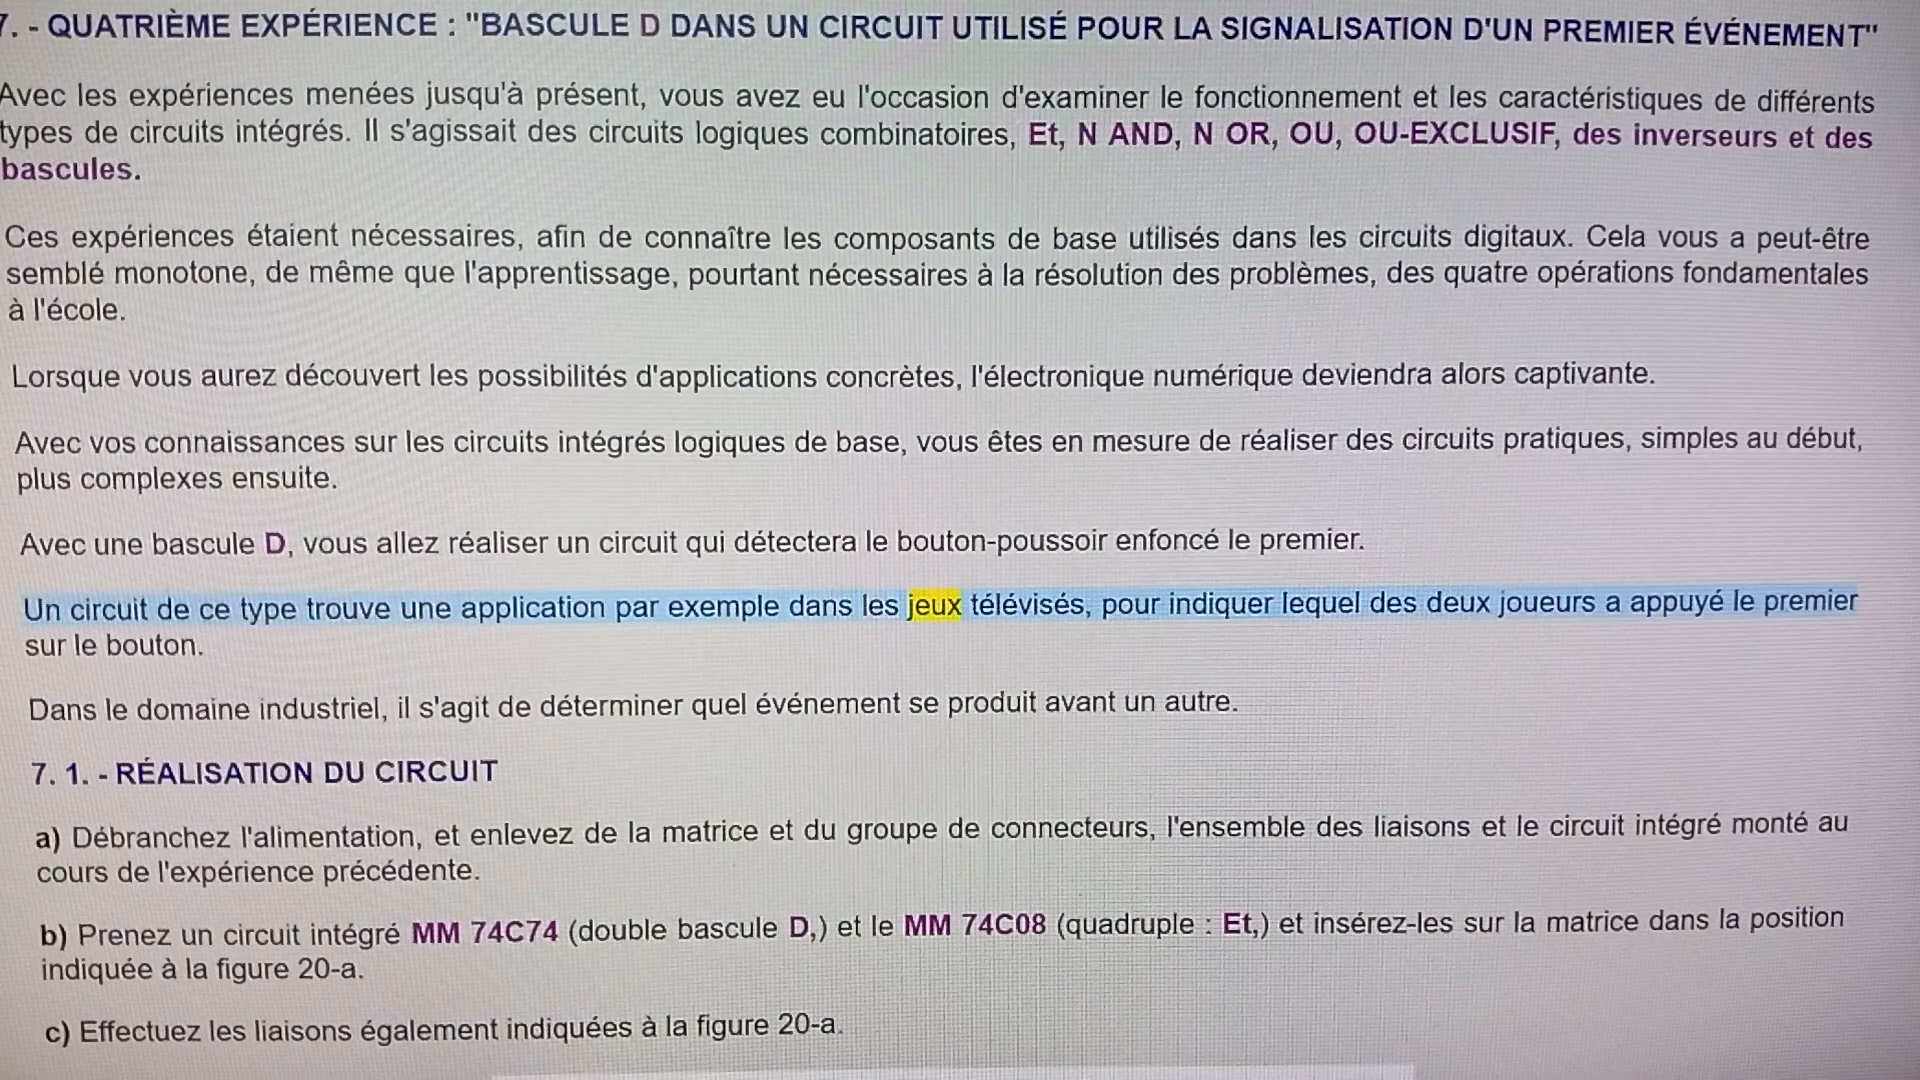 7. - QUATRIÈME EXPÉRIENCE : "BASCULE D DANS UN CIRCUIT UTILISÉ POUR LA SIGNALISATION D'UN PREMIER ÉVÉNEMENT"
Avec les expériences menées jusqu'à présent, vous avez eu l'occasion d'examiner le fonctionnement et les caractéristiques de différents
types de circuits intégrés. Il s'agissait des circuits logiques combinatoires, Et, N AND, N OR, OU, OU-EXCLUSIF, des inverseurs et des
bascules.
Ces expériences étaient nécessaires, afin de connaître les composants de base utilisés dans les circuits digitaux. Cela vous a peut-être
semblé monotone, de même que l'apprentissage, pourtant nécessaires à la résolution des problèmes, des quatre opérations fondamentales
à l'école.
Lorsque vous aurez découvert les possibilités d'applications concrètes, l'électronique numérique deviendra alors captivante.
Avec vos connaissances sur les circuits intégrés logiques de base, vous êtes en mesure de réaliser des circuits pratiques, simples au début,
plus complexes ensuite.
Avec une bascule D, vous allez réaliser un circuit qui détectera le bouton-poussoir enfoncé le premier.
Un circuit de ce type trouve une application par exemple dans les jeux télévisés, pour indiquer lequel des deux joueurs a appuyé le premier
sur le bouton.
Dans le domaine industriel, il s'agit de déterminer quel événement se produit avant un autre.
7. 1. - RÉALISATION DU CIRCUIT
a) Débranchez l'alimentation, et enlevez de la matrice et du groupe de connecteurs, l'ensemble des liaisons et le circuit intégré monté au
cours de l'expérience précédente.
b) Prenez un circuit intégré MM 74C74 (double bascule D,) et le MM 74C08 (quadruple : Et,) et insérez-les sur la matrice dans la position
indiquée à la figure 20-a.
c) Effectuez les liaisons également indiquées à la figure 20-a.